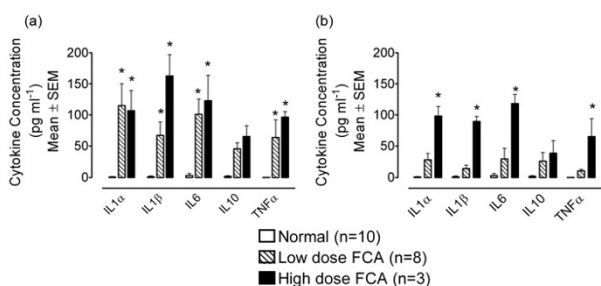 (a)
Cytokine Concentration
(pg ml⁻¹)
Mean ± SEM
200
150
100
50
0
IL1α
IL1β
IL6
IL10
TNFα
* * * * * * * *
(b)
Cytokine Concentration
(pg ml⁻¹)
Mean ± SEM
200
150
100
50
0
IL1α
IL1β
IL6
IL10
TNFα
* * * *
Normal (n=10)
Low dose FCA (n=8)
High dose FCA (n=3)